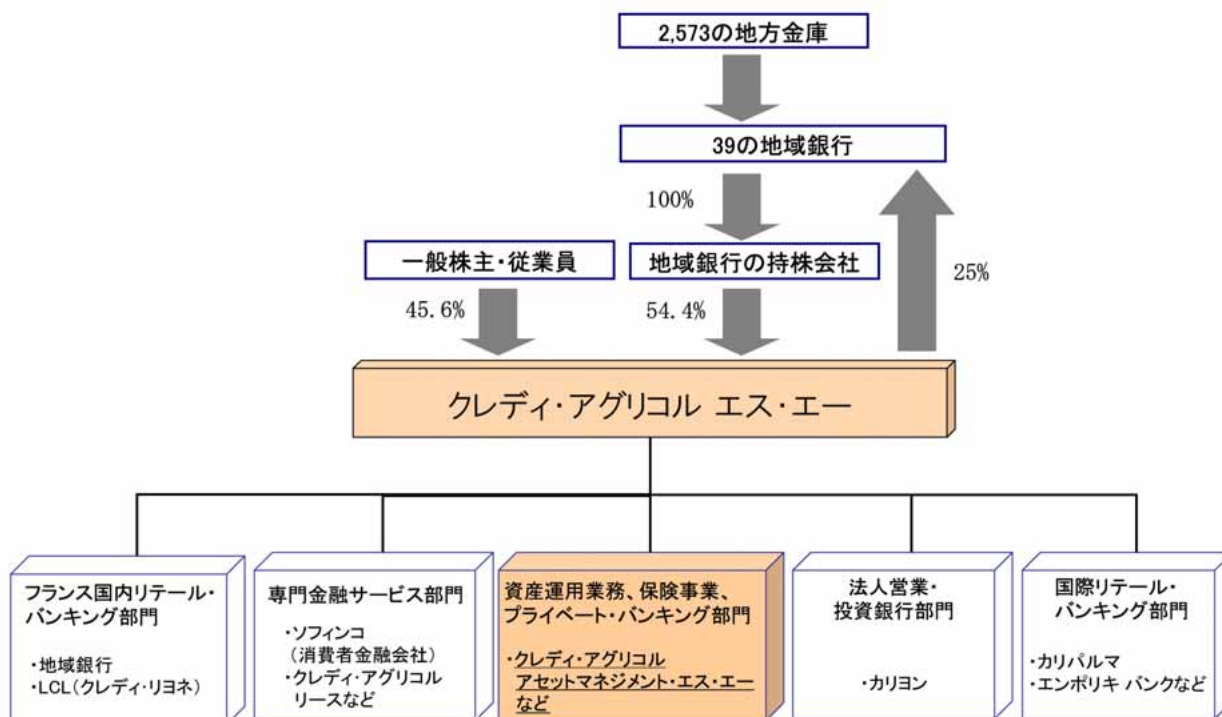 2,573の地方金庫
39の地域銀行
100%
一般株主・従業員
地域銀行の持株会社
25%
45.6%
54.4%
クレディ・アグリコル エス・エー
フランス国内リテール・
バンキング部門
・地域銀行
・LCL(クレディ・リヨネ)
専門金融サービス部門
・ソフィンコ
(消費者金融会社)
・クレディ・アグリコル
リースなど
資産運用業務、保険事業、
プライベート・バンキング部門
・クレディ・アグリコル
アセットマネジメント・エス・エー
など
法人営業・
投資銀行部門
・カリヨン
国際リテール・
バンキング部門
・カリパルマ
・エンポリキ バンクなど